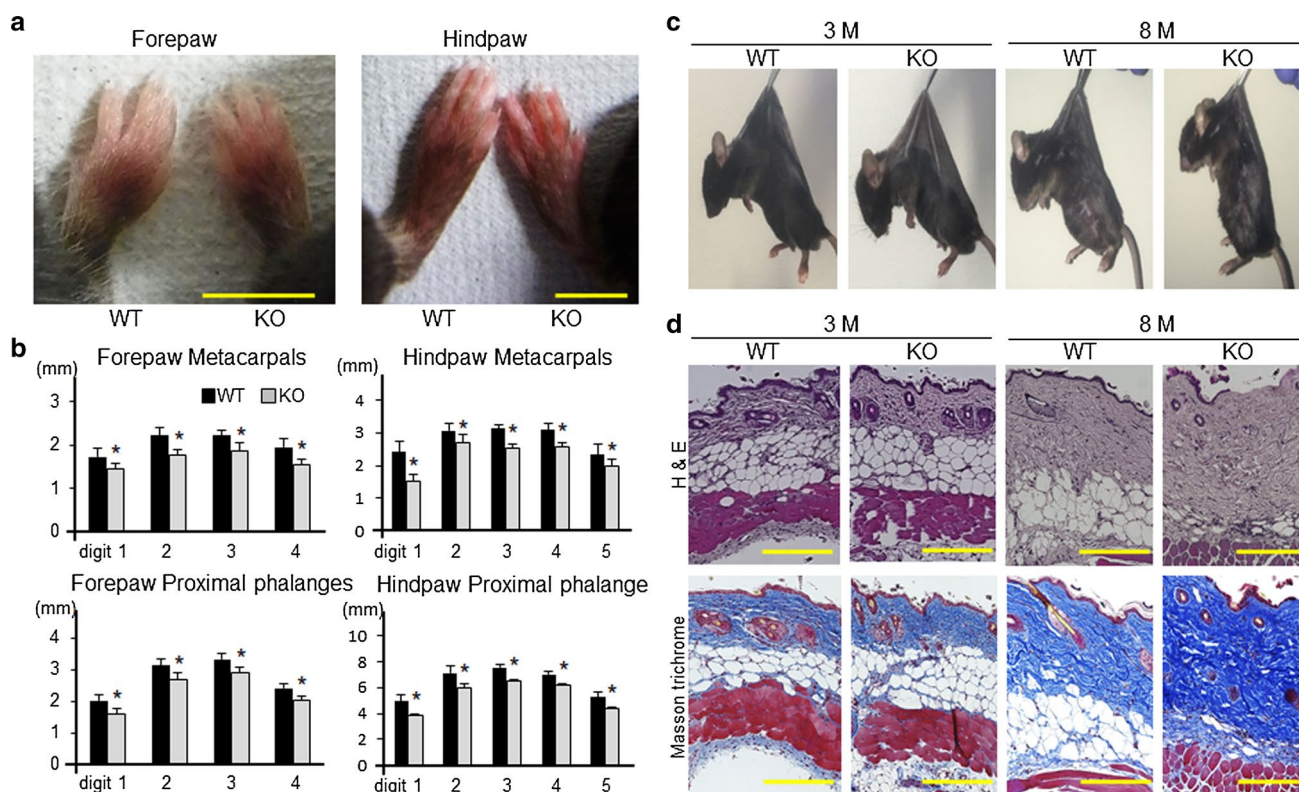 a
Forepaw Hindpaw
WT KO WT KO
b
Forepaw Metacarpals
(mm)
WT KO
3
2
1
0
digit 1 2 3 4
Hindpaw Metacarpals
(mm)
4
3
2
1
0
digit 1 2 3 4 5
Forepaw Proximal phalanges
(mm)
4
3
2
1
0
digit 1 2 3 4
Hindpaw Proximal phalange
(mm)
10
8
6
4
2
0
digit 1 2 3 4 5
c
3 M 8 M
WT KO WT KO
d
3 M 8 M
WT KO WT KO
H & E
Masson trichrome